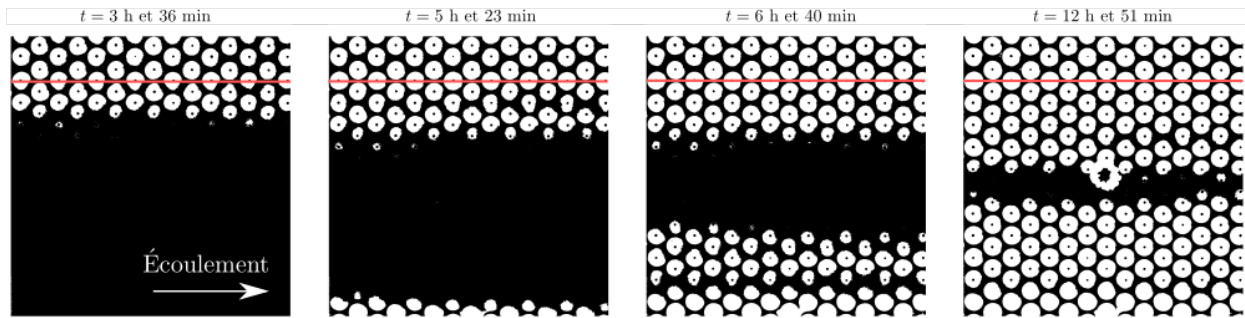 t = 3 h et 36 min
t = 5 h et 23 min
t = 6 h et 40 min
t = 12 h et 51 min
Écoulement